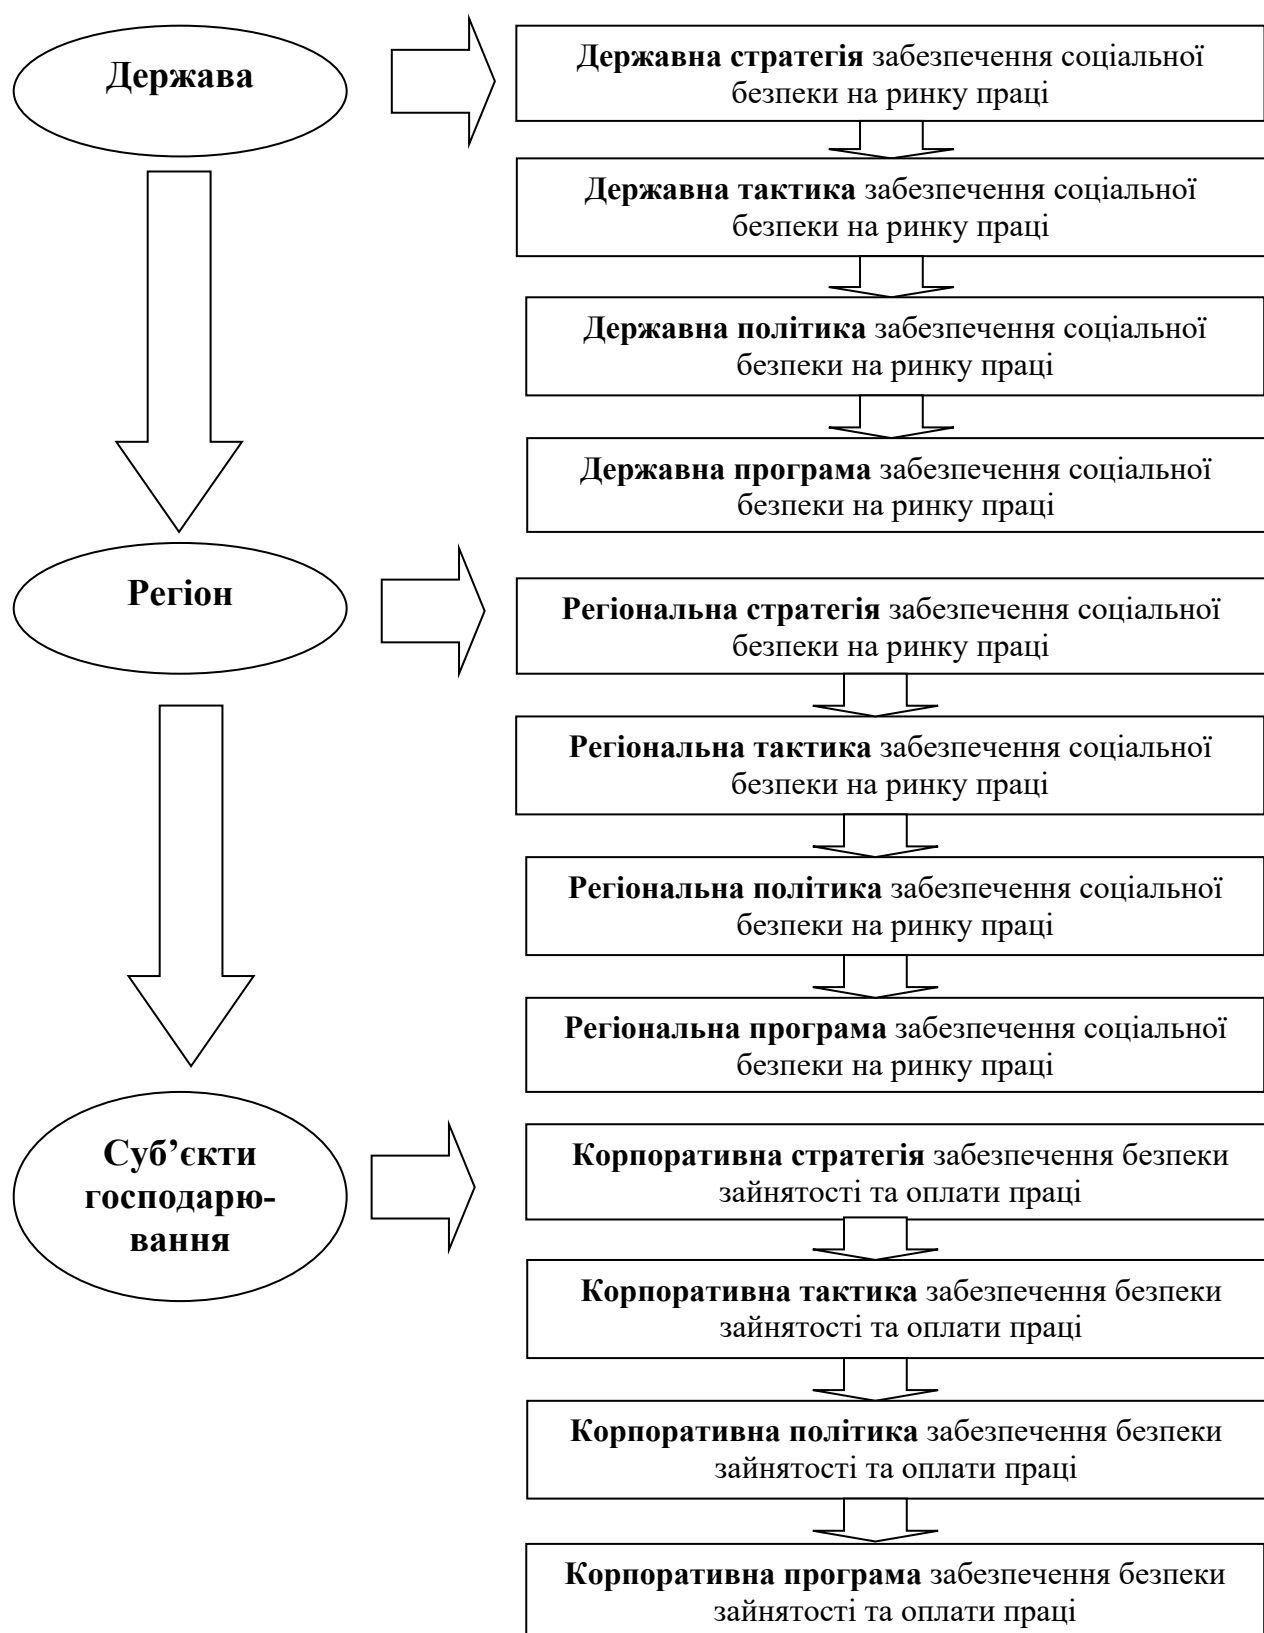 Держава
Державна стратегія забезпечення соціальної
безпеки на ринку праці
Державна тактика забезпечення соціальної
безпеки на ринку праці
Державна політика забезпечення соціальної
безпеки на ринку праці
Державна програма забезпечення соціальної
безпеки на ринку праці
Регіон
Регіональна стратегія забезпечення соціальної
безпеки на ринку праці
Регіональна тактика забезпечення соціальної
безпеки на ринку праці
Регіональна політика забезпечення соціальної
безпеки на ринку праці
Регіональна програма забезпечення соціальної
безпеки на ринку праці
Суб’єкти
господарю-
вання
Корпоративна стратегія забезпечення безпеки
зайнятості та оплати праці
Корпоративна тактика забезпечення безпеки
зайнятості та оплати праці
Корпоративна політика забезпечення безпеки
зайнятості та оплати праці
Корпоративна програма забезпечення безпеки
зайнятості та оплати праці